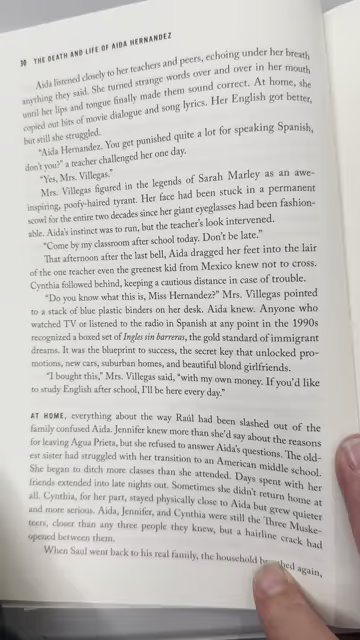 30 THE DEATH AND LIFE OF AIDA HERNANDEZ
Aida listened closely to her teachers and peers, echoing under her breath
anything they said. She turned strange words over and over in her mouth
until her lips and tongue finally made them sound correct. At home, she
copied out bits of movie dialogue and song lyrics. Her English got better,
but still she struggled.
"Aida Hernandez. You get punished quite a lot for speaking Spanish,
don't you?" a teacher challenged her one day.
"Yes, Mrs. Villegas."
Mrs. Villegas figured in the legends of Sarah Marley as an awe-
inspiring, poofy-haired tyrant. Her face had been stuck in a permanent
scowl for the entire two decades since her giant eyeglasses had been fashion-
able. Aida's instinct was to run, but the teacher's look intervened.
"Come by my classroom after school today. Don't be late."
That afternoon after the last bell, Aida dragged her feet into the lair
of the one teacher even the greenest kid from Mexico knew not to cross.
Cynthia followed behind, keeping a cautious distance in case of trouble.
"Do you know what this is, Miss Hernandez?" Mrs. Villegas pointed
to a stack of blue plastic binders on her desk. Aida knew. Anyone who
watched TV or listened to the radio in Spanish at any point in the 1990s
recognized a boxed set of Ingles sin barreras, the gold standard of immigrant
dreams. It was the blueprint to success, the secret key that unlocked pro-
motions, new cars, suburban homes, and beautiful blond girlfriends.
"I bought this," Mrs. Villegas said, "with my own money. If you'd like
to study English after school, I'll be here every day."
AT HOME, everything about the way Raúl had been slashed out of the
family confused Aida. Jennifer knew more than she'd say about the reasons
for leaving Agua Prieta, but she refused to answer Aida's questions. The old-
est sister had struggled with her transition to an American middle school.
She began to ditch more classes than she attended. Days spent with her
friends extended into late nights out. Sometimes she didn't return home at
all. Cynthia, for her part, stayed physically close to Aida but grew quieter
and more serious. Aida, Jennifer, and Cynthia were still the Three Muske-
teers, closer than any three people they knew, but a hairline crack had
opened between them.
When Saul went back to his real family, the household again,